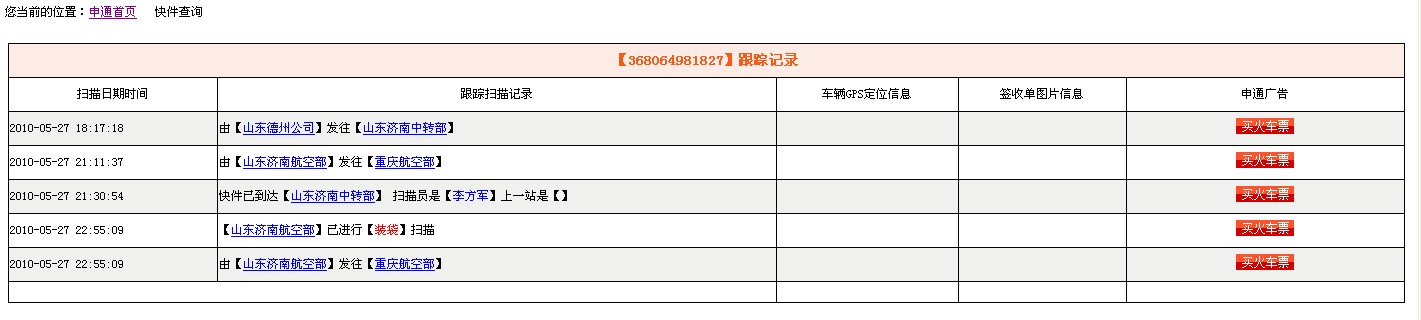 您当前的位置：申通首页 快件查询
【368064981827】跟踪记录
扫描日期时间 跟踪扫描记录 车辆GPS定位信息 签收单图片信息 申通广告
2010-05-27 18:17:18 由【山东德州公司】发往【山东济南中转部】 买火车票
2010-05-27 21:11:37 由【山东济南航空部】发往【重庆航空部】 买火车票
2010-05-27 21:30:54 快件已到达【山东济南中转部】 扫描员是【李方军】上一站是【】 买火车票
2010-05-27 22:55:09 【山东济南航空部】已进行【装袋】扫描 买火车票
2010-05-27 22:55:09 由【山东济南航空部】发往【重庆航空部】 买火车票